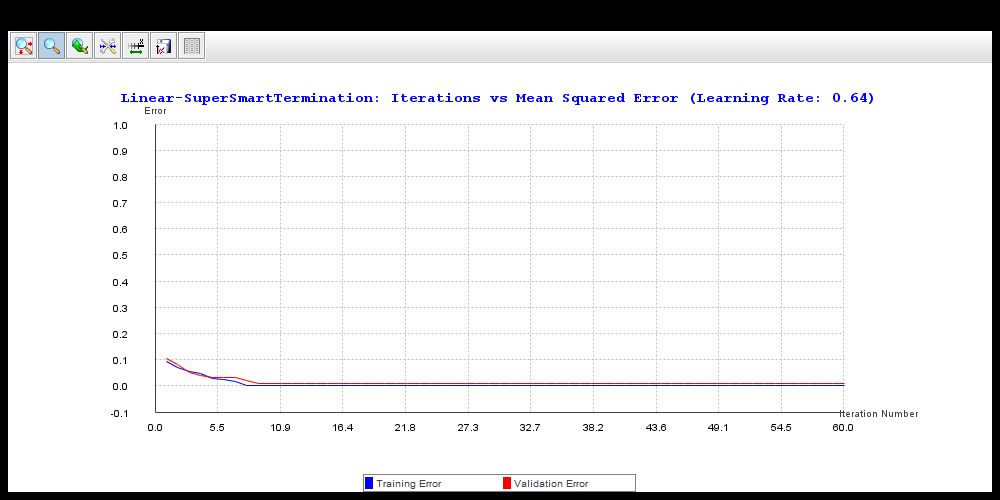 Linear-SuperSmartTermination: Iterations vs Mean Squared Error (Learning Rate: 0.64)
Error
1.0
0.9
0.8
0.7
0.6
0.5
0.4
0.3
0.2
0.1
0.0
-0.1
Iteration Number
0.0 5.5 10.9 16.4 21.8 27.3 32.7 38.2 43.6 49.1 54.5 60.0
Training Error Validation Error